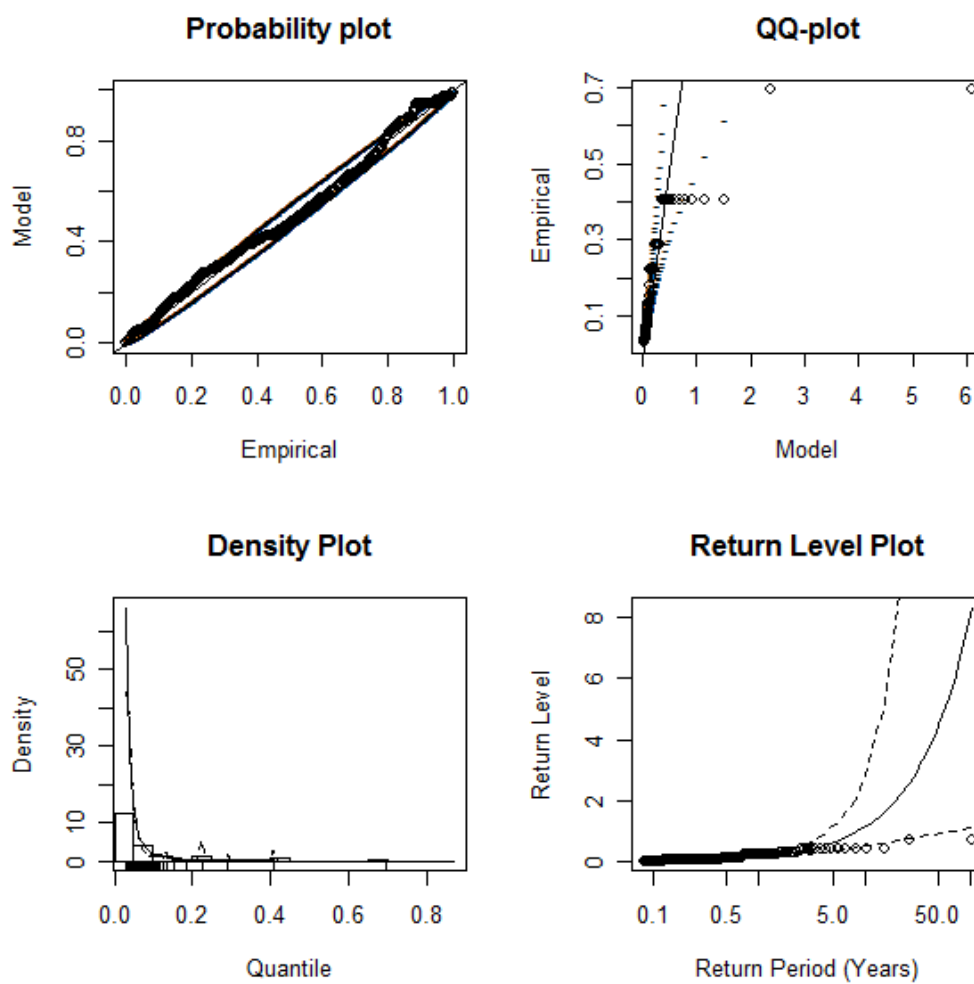 Probability plot
Model
0.0 0.4 0.8
0.0 0.2 0.4 0.6 0.8 1.0
Empirical
QQ-plot
Empirical
0.1 0.3 0.5 0.7
0 1 2 3 4 5 6
Model
Density Plot
Density
0 10 30 50
0.0 0.2 0.4 0.6 0.8
Quantile
Return Level Plot
Return Level
0 2 4 6 8
0.1 0.5 5.0 50.0
Return Period (Years)